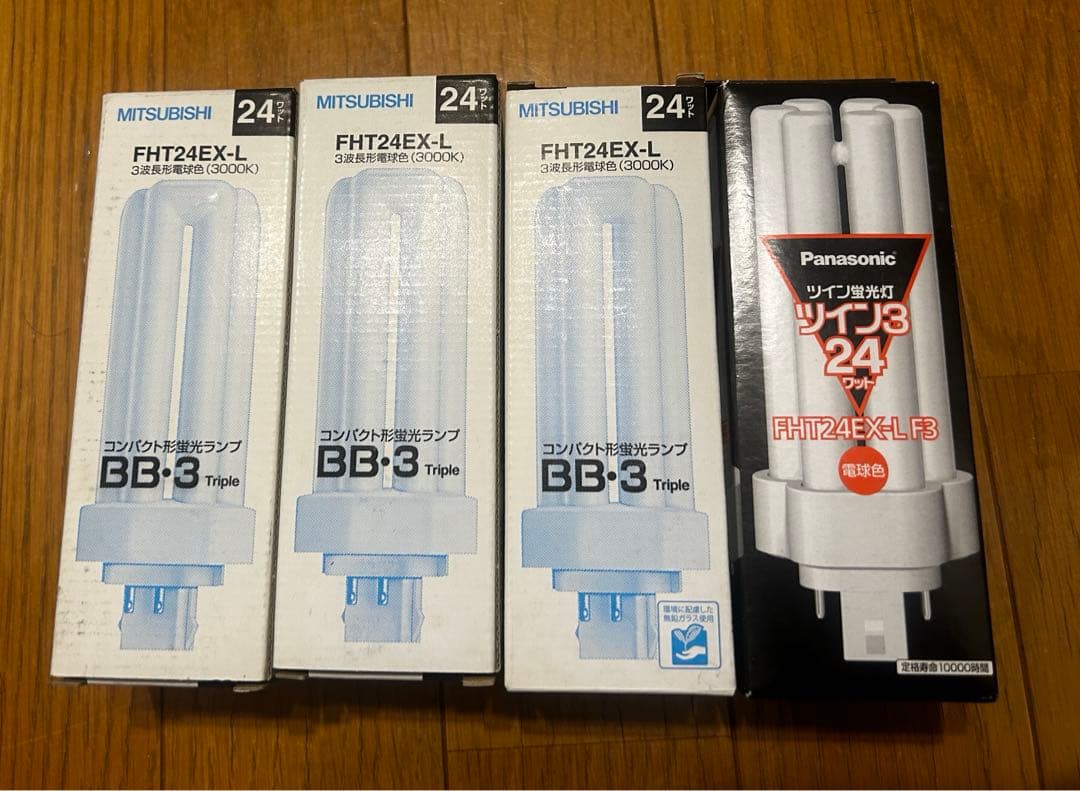 MITSUBISHI
24ワット
FHT24EX-L
3波長形電球色(3000K)
コンパクト形蛍光ランプ
BB・3 Triple
MITSUBISHI
24ワット
FHT24EX-L
3波長形電球色(3000K)
コンパクト形蛍光ランプ
BB・3 Triple
MITSUBISHI
24ワット
FHT24EX-L
3波長形電球色(3000K)
コンパクト形蛍光ランプ
BB・3 Triple
環境に配慮した
無鉛ガラス使用
Panasonic
ツイン蛍光灯
ツイン3
24
ワット
FHT24EX-L F3
電球色
定格寿命10000時間